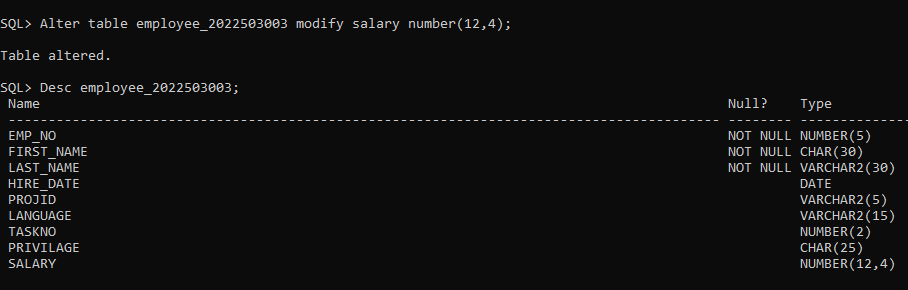 SQL> Alter table employee_2022503003 modify salary number(12,4);
Table altered.
SQL> Desc employee_2022503003;
Name Null? Type
----------------------------------------------------------------------------------------- -------- --------------
EMP_NO NOT NULL NUMBER(5)
FIRST_NAME NOT NULL CHAR(30)
LAST_NAME NOT NULL VARCHAR2(30)
HIRE_DATE DATE
PROJID VARCHAR2(5)
LANGUAGE VARCHAR2(15)
TASKNO NUMBER(2)
PRIVILAGE CHAR(25)
SALARY NUMBER(12,4)